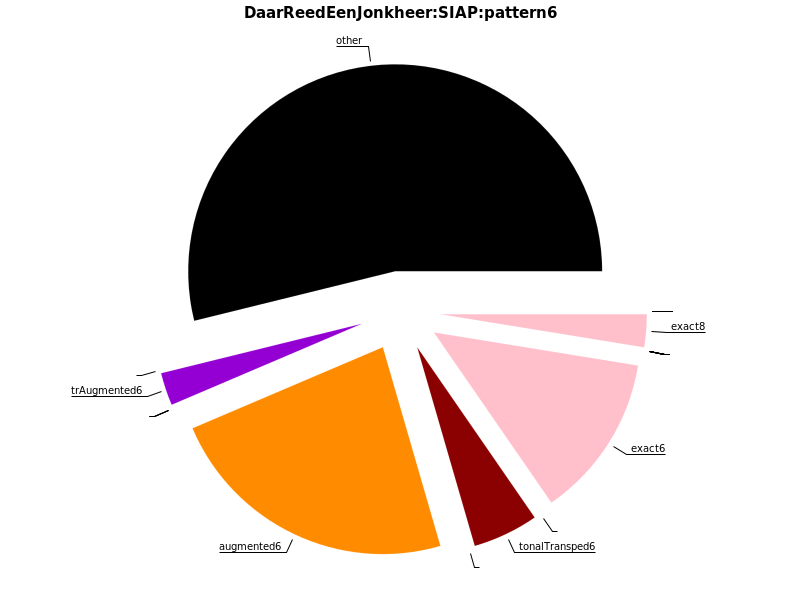 DaarReedEenJonkheer:SIAP:pattern6
other
exact8
trAugmented6
exact6
augmented6
tonalTransped6